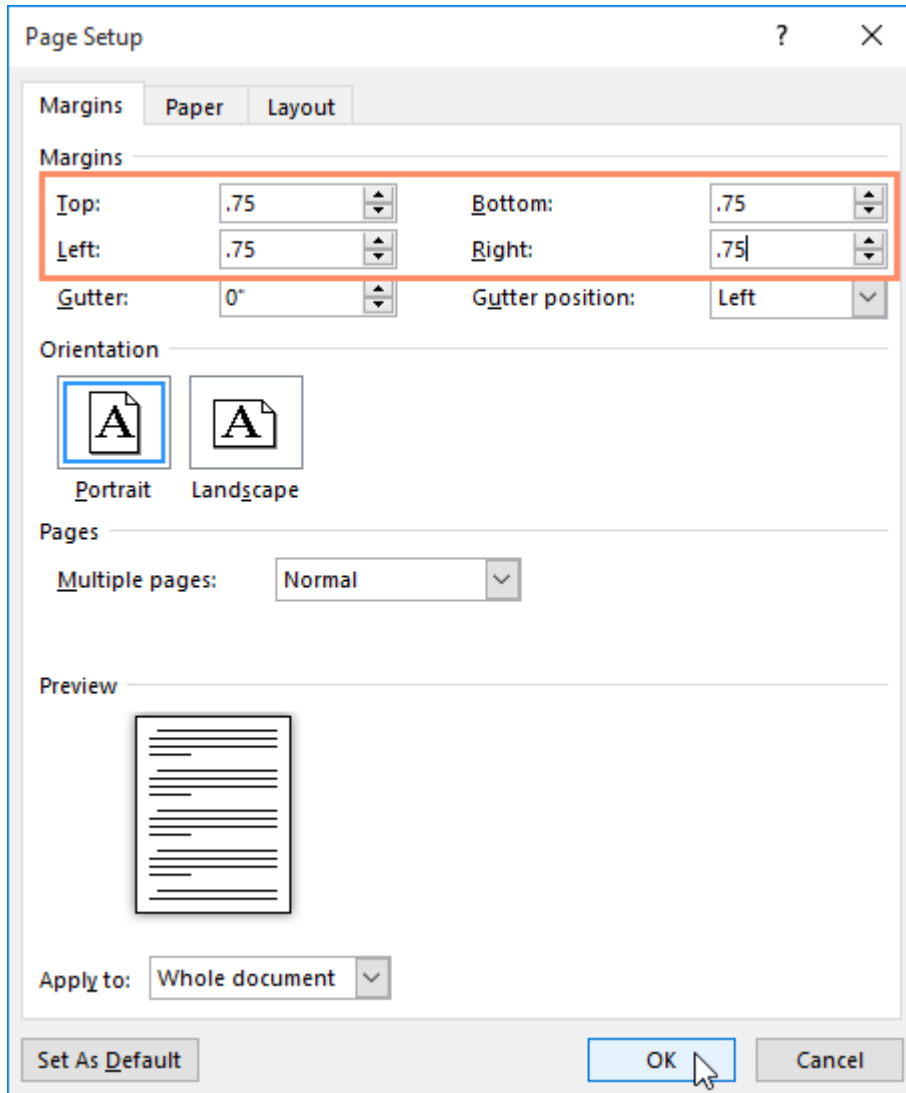 Page Setup ?
Margins Paper Layout
Margins
Top: .75 Bottom: .75
Left: .75 Right: .75
Gutter: 0" Gutter position: Left
Orientation
A A
Portrait Landscape
Pages
Multiple pages: Normal
Preview
Apply to: Whole document
Set As Default OK Cancel